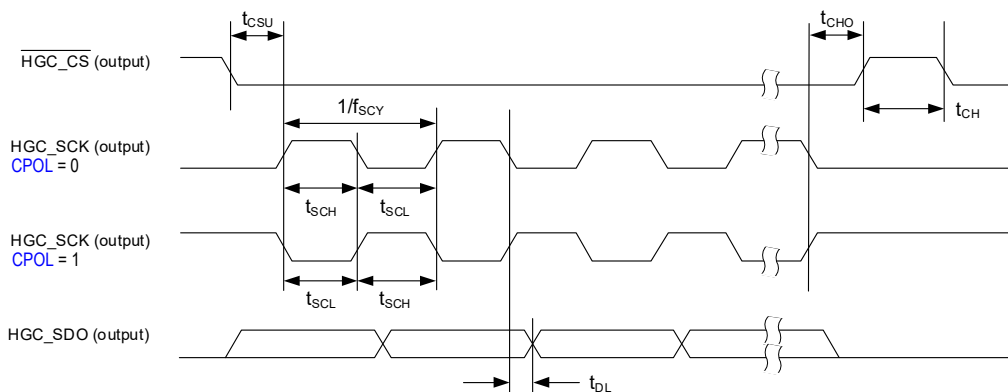 tCSU
tCHO
HGC_CS (output)
1/fSCY
tCH
HGC_SCK (output)
CPOL = 0
tSCH
tSCL
HGC_SCK (output)
CPOL = 1
tSCL
tSCH
HGC_SDO (output)
tDL